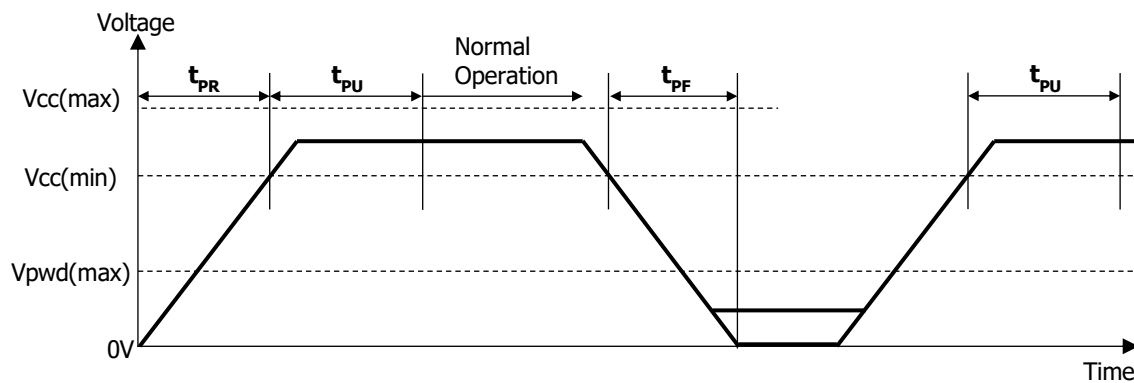 Voltage
Normal
Operation
tPR
tPU
tPF
tPU
Vcc(max)
Vcc(min)
Vpwd(max)
0V
Time